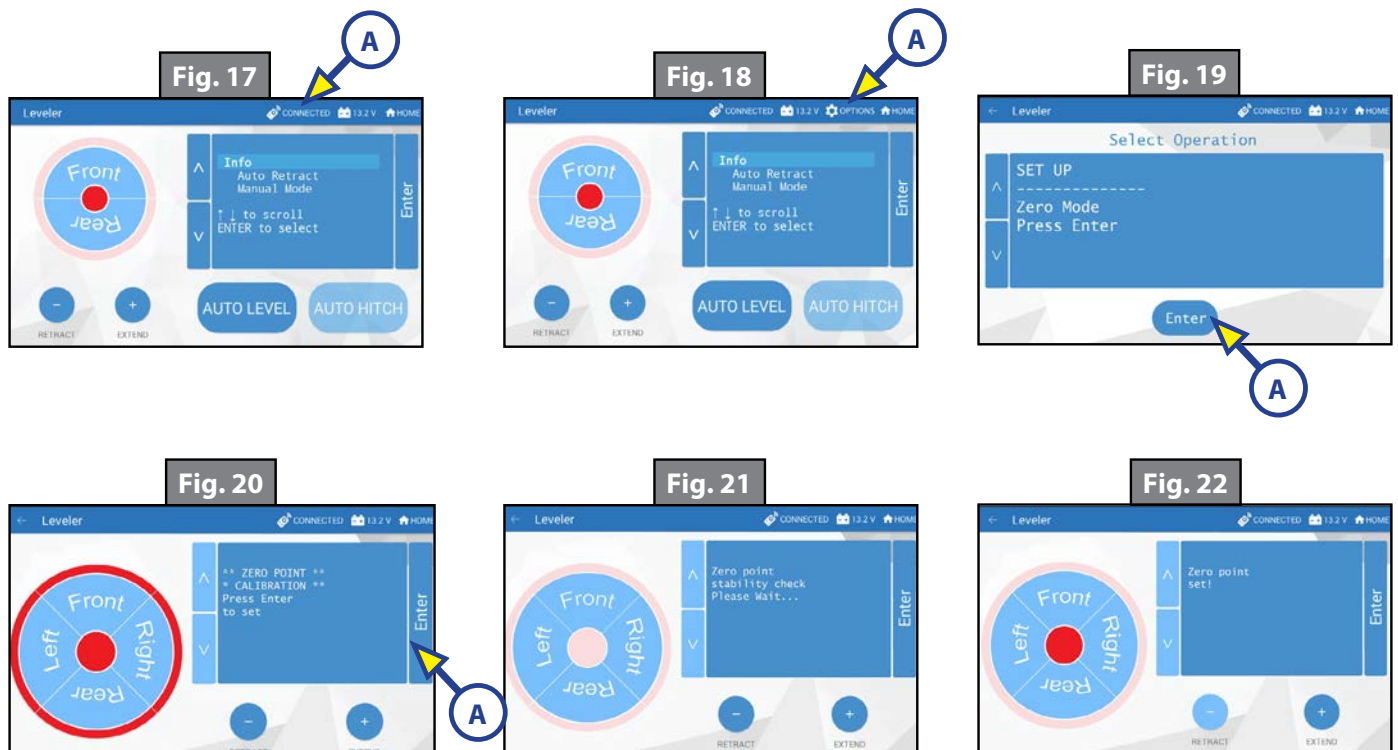 A
Fig. 17
Leveler CONNECTED 13.2 V HOME
Front
Rear
Info
Auto Retract
Manual Mode
↑ ↓ to scroll
ENTER to select
Enter
- +
RETRACT EXTEND
AUTO LEVEL AUTO HITCH
A
Fig. 18
Leveler CONNECTED 13.2 V OPTIONS HOME
Front
Rear
Info
Auto Retract
Manual Mode
↑ ↓ to scroll
ENTER to select
Enter
- +
RETRACT EXTEND
AUTO LEVEL AUTO HITCH
Fig. 19
← Leveler CONNECTED 13.2 V HOME
Select Operation
SET UP
--------------
Zero Mode
Press Enter
Enter
A
Fig. 20
← Leveler CONNECTED 13.2 V HOME
Front
Left
Right
Rear
** ZERO POINT **
* CALIBRATION **
Press Enter
to set
Enter
A
- +
RETRACT EXTEND
Fig. 21
← Leveler CONNECTED 13.2 V HOME
Front
Left
Right
Rear
Zero point
stability check
Please Wait...
Enter
- +
RETRACT EXTEND
Fig. 22
← Leveler CONNECTED 13.2 V HOME
Front
Left
Right
Rear
Zero point
set!
Enter
- +
RETRACT EXTEND